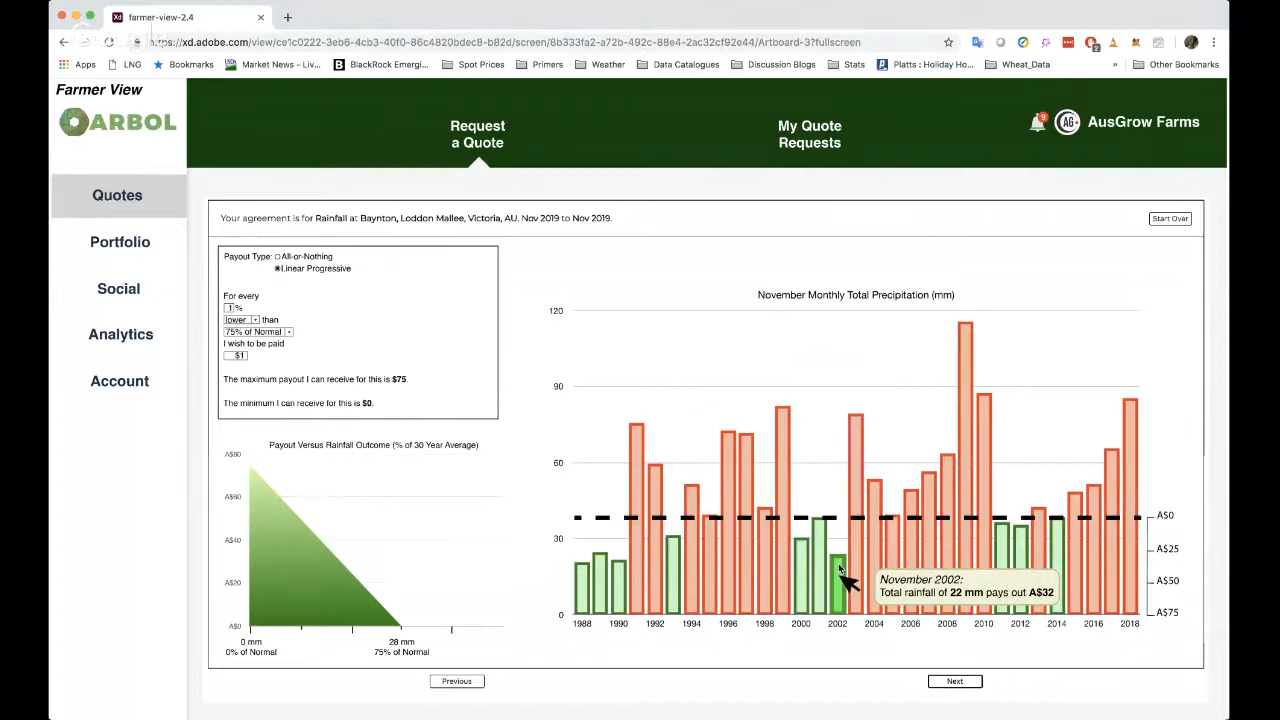 farmer-view-2.4
https://xd.adobe.com/view/ce1c0222-3eb6-4cb3-40f0-86c4820bdec8-b82d/screen/8b333fa2-a72b-492c-88e4-2ac32cf92e44/Artboard-3?fullscreen
Apps LNG Bookmarks Market News - Liv... BlackRock Emergi... Spot Prices Primers Weather Data Catalogues Discussion Blogs Stats Platts : Holiday Ho... Wheat_Data » Other Bookmarks
Farmer View
ARBOL
Request
a Quote
My Quote
Requests
9
AG
AusGrow Farms
Quotes
Portfolio
Social
Analytics
Account
Your agreement is for Rainfall at Baynton, Loddon Mallee, Victoria, AU, Nov 2019 to Nov 2019.
Start Over
Payout Type: All-or-Nothing
Linear Progressive
For every
1 %
lower than
75% of Normal
I wish to be paid
$1
The maximum payout I can receive for this is $75.
The minimum I can receive for this is $0.
Payout Versus Rainfall Outcome (% of 30 Year Average)
A$80
A$60
A$40
A$20
A$0
0 mm 28 mm
0% of Normal 75% of Normal
November Monthly Total Precipitation (mm)
120
90
60
30
0
A$0
A$25
A$50
A$75
November 2002:
Total rainfall of 22 mm pays out A$32
1988 1990 1992 1994 1996 1998 2000 2002 2004 2006 2008 2010 2012 2014 2016 2018
Previous
Next